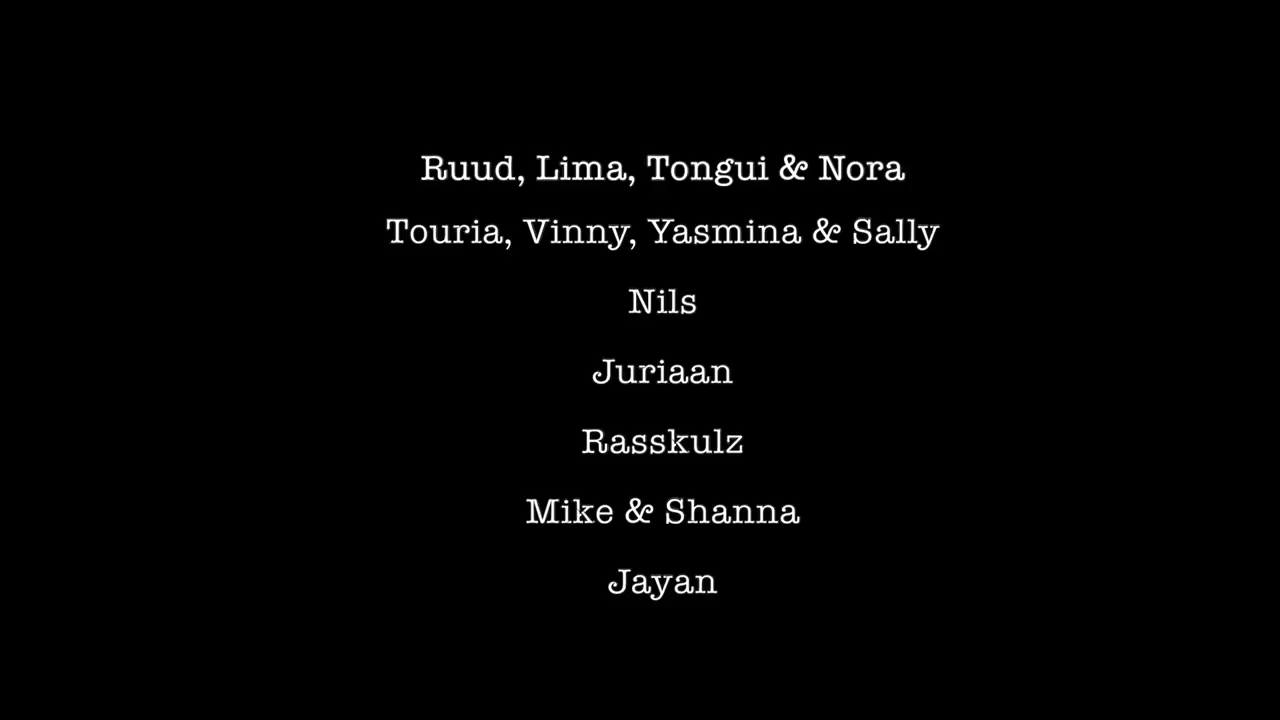 Ruud, Lima, Tongui & Nora
Touria, Vinny, Yasmina & Sally
Nils
Juriaan
Rasskulz
Mike & Shanna
Jayan